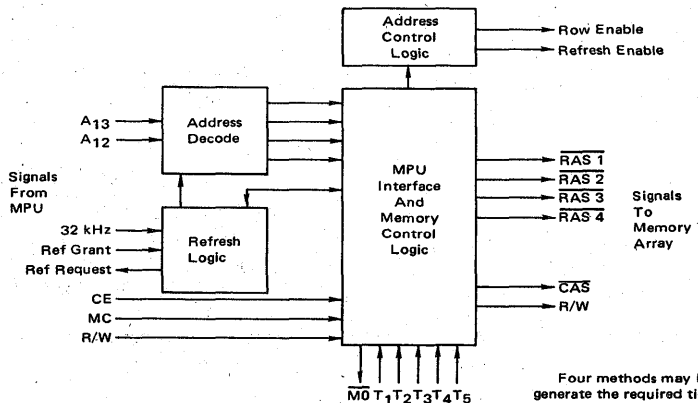 Address
Control
Logic
Row Enable
Refresh Enable
A13
A12
Address
Decode
Signals
From
MPU
32 kHz
Ref Grant
Ref Request
Refresh
Logic
CE
MC
R/W
MPU
Interface
And
Memory
Control
Logic
RAS 1
RAS 2
RAS 3
RAS 4
Signals
To
Memory
Array
CAS
R/W
M0 T1 T2 T3 T4 T5
Four methods may
generate the required ti